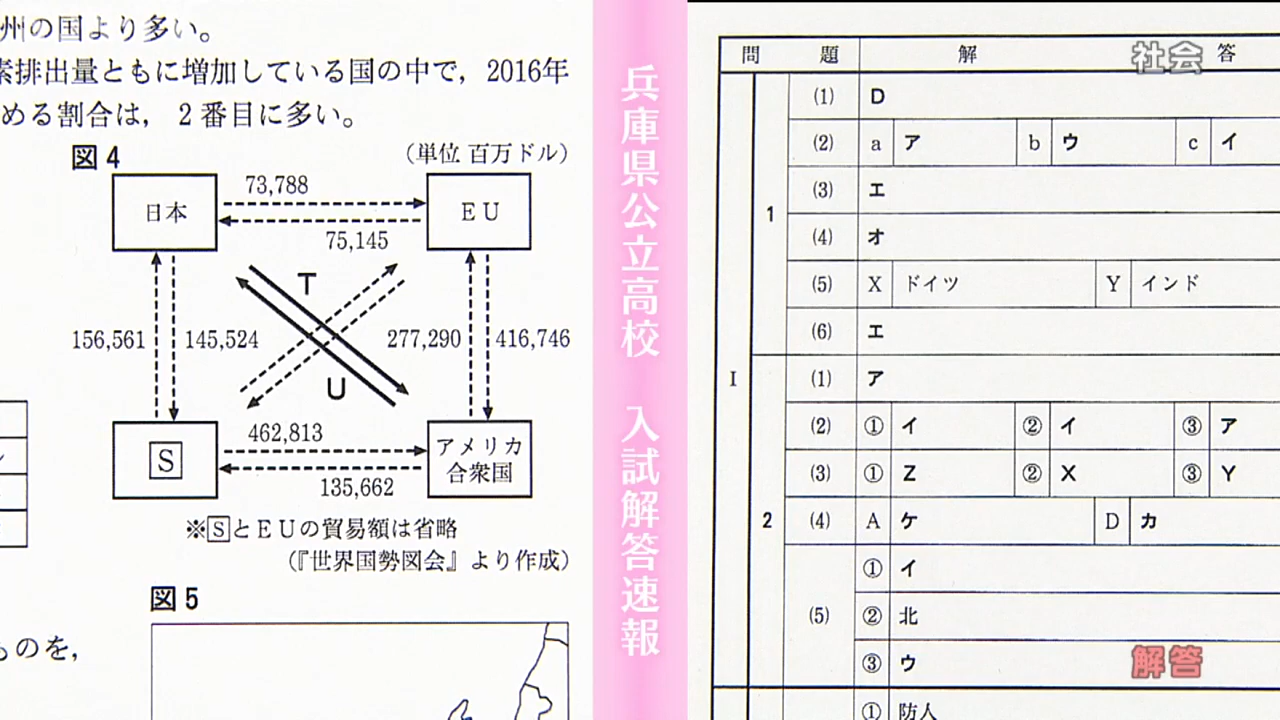 州の国より多い。
素排出量ともに増加している国の中で，2016年
める割合は，2番目に多い。
図4
（単位 百万ドル）
日本
73,788
ＥＵ
75,145
T
156,561
145,524
277,290
416,746
U
S
462,813
アメリカ
合衆国
135,662
※SとＥＵの貿易額は省略
（『世界国勢図会』より作成）
図5
ものを，
兵庫県公立高校 入試解答速報
社会
問 題 解 答
I
1
(1) D
(2) a ア b ウ c イ
(3) エ
(4) オ
(5) X ドイツ Y インド
(6) エ
2
(1) ア
(2) ① イ ② イ ③ ア
(3) ① Z ② X ③ Y
(4) A ケ D カ
(5) ① イ
② 北
③ ウ
① 防人
解答